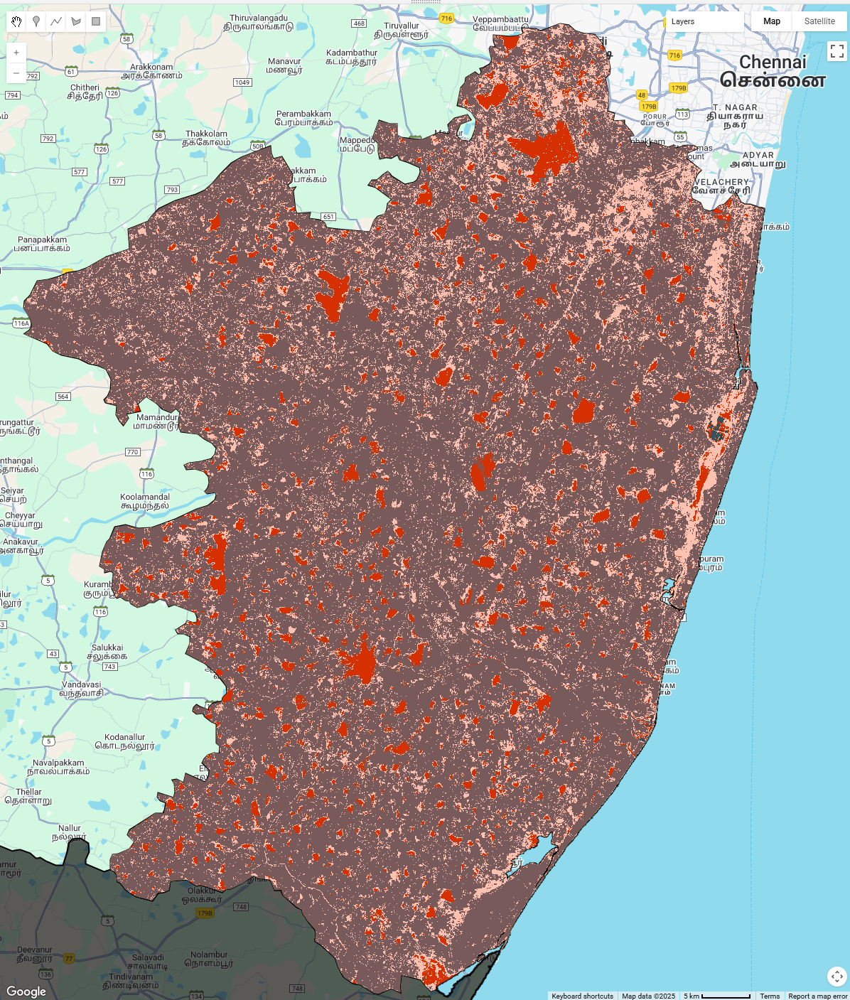 Layers
Map
Satellite
Thiruvalangadu
திருவாலங்காடு
468
Tiruvallur
திருவள்ளூர்
716
Veppambaattu
வேப்பம்பட்டு
58
716
Chennai
சென்னை
Kadambathur
கடம்பத்தூர்
Manavur
மணவூர்
Arakkonam
அரக்கோணம்
792
61
1049
Chitheri
சித்தேரி
126
794
179B
48
179B
T. NAGAR
தியாகராய
நகர்
PORUR
போரூர்
113
Perambakkam
பேரம்பாக்கம்
Thakkolam
தக்கோலம்
58
792
55
Mappedu
மப்பேடு
50B
126
ADYAR
அடையாறு
577
577
793
VELACHERY
வேளச்சேரி
651
Panapakkam
பனப்பாக்கம்
116A
564
Mamandur
மாமண்டூர்
770
116
Koolamandal
கூழமந்தல்
Seiyar
செய்யற்
Cheyyar
செய்யாறு
Anakavur
அனகாவூர்
5
116
Salukkai
சலுக்கை
43
5
743
Vandavasi
வந்தவாசி
Kodanallur
கொடநல்லூர்
5
Navalpakkam
நாவல்பாக்கம்
Thellar
தெள்ளாறு
Nallur
நல்லூர்
Olakkur
ஒலக்கூர்
748
179B
5
Deevanur
தீவனூர்
77
Salavadi
சாலவாடி
Nolambur
நொளம்பூர்
136
Tindivanam
திண்டிவனம்
748
134
Google
Keyboard shortcuts
Map data ©2025
5 km
Terms
Report a map error